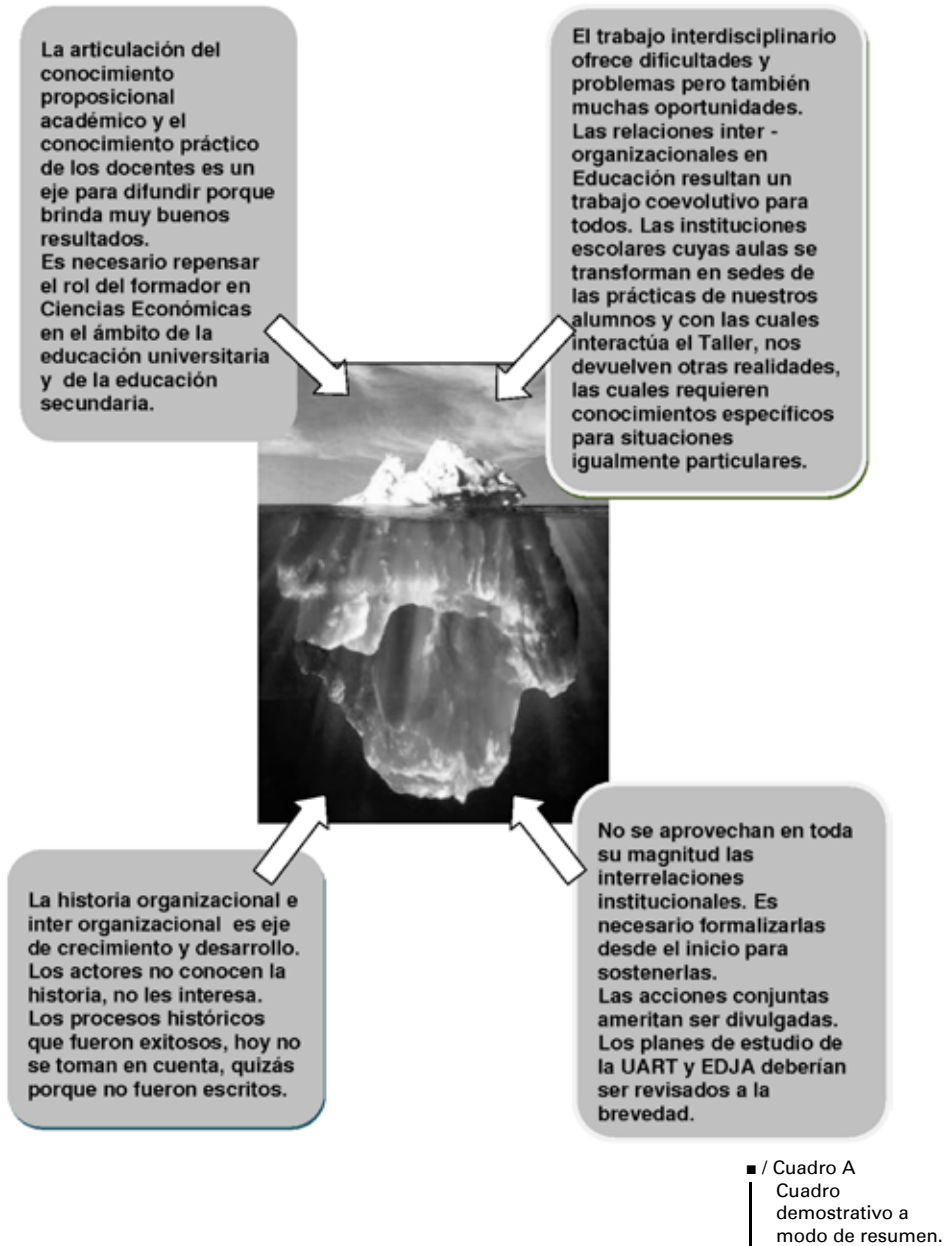 La articulación del
conocimiento
proposicional
académico y el
conocimiento práctico
de los docentes es un
eje para difundir porque
brinda muy buenos
resultados.
Es necesario repensar
el rol del formador en
Ciencias Económicas
en el ámbito de la
educación universitaria
y de la educación
secundaria.
El trabajo interdisciplinario
ofrece dificultades y
problemas pero también
muchas oportunidades.
Las relaciones inter -
organizacionales en
Educación resultan un
trabajo coevolutivo para
todos. Las instituciones
escolares cuyas aulas se
transforman en sedes de
las prácticas de nuestros
alumnos y con las cuales
interactúa el Taller, nos
devuelven otras realidades,
las cuales requieren
conocimientos específicos
para situaciones
igualmente particulares.
La historia organizacional e
inter organizacional es eje
de crecimiento y desarrollo.
Los actores no conocen la
historia, no les interesa.
Los procesos históricos
que fueron exitosos, hoy no
se toman en cuenta, quizás
porque no fueron escritos.
No se aprovechan en toda
su magnitud las
interrelaciones
institucionales. Es
necesario formalizarlas
desde el inicio para
sostenerlas.
Las acciones conjuntas
ameritan ser divulgadas.
Los planes de estudio de
la UART y EDJA deberían
ser revisados a la
brevedad.
■ / Cuadro A
Cuadro
demostrativo a
modo de resumen.